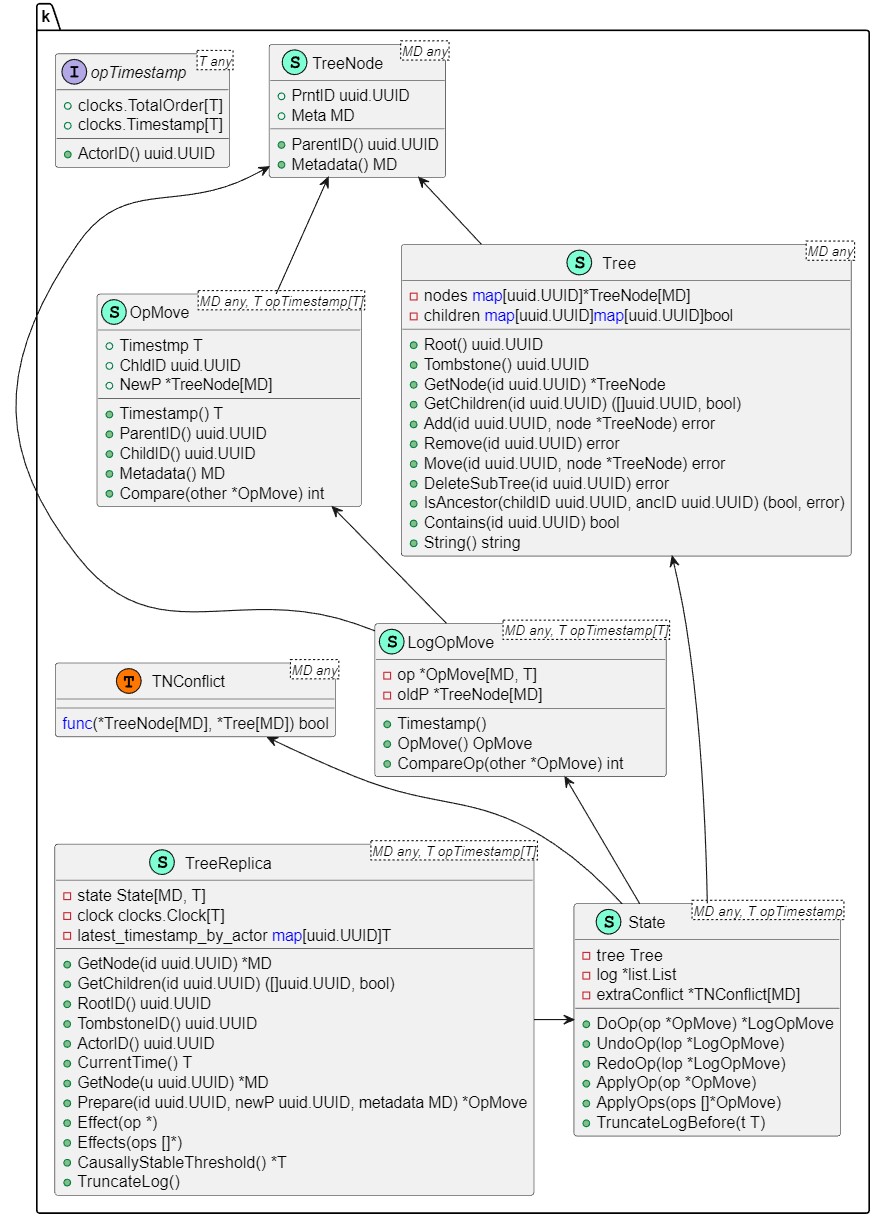 k
I opTimestamp
T any
clocks.TotalOrder[T]
clocks.Timestamp[T]
ActorID() uuid.UUID
S TreeNode
MD any
PrntID uuid.UUID
Meta MD
ParentID() uuid.UUID
Metadata() MD
S Tree
MD any
nodes map[uuid.UUID]*TreeNode[MD]
children map[uuid.UUID]map[uuid.UUID]bool
Root() uuid.UUID
Tombstone() uuid.UUID
GetNode(id uuid.UUID) *TreeNode
GetChildren(id uuid.UUID) ([]uuid.UUID, bool)
Add(id uuid.UUID, node *TreeNode) error
Remove(id uuid.UUID) error
Move(id uuid.UUID, node *TreeNode) error
DeleteSubTree(id uuid.UUID) error
IsAncestor(childID uuid.UUID, ancID uuid.UUID) (bool, error)
Contains(id uuid.UUID) bool
String() string
S OpMove
MD any, T opTimestamp[T]
Timestmp T
ChldID uuid.UUID
NewP *TreeNode[MD]
Timestamp() T
ParentID() uuid.UUID
ChildID() uuid.UUID
Metadata() MD
Compare(other *OpMove) int
S LogOpMove
MD any, T opTimestamp[T]
op *OpMove[MD, T]
oldP *TreeNode[MD]
Timestamp()
OpMove() OpMove
CompareOp(other *OpMove) int
T TNConflict
MD any
func(*TreeNode[MD], *Tree[MD]) bool
S TreeReplica
MD any, T opTimestamp[T]
state State[MD, T]
clock clocks.Clock[T]
latest_timestamp_by_actor map[uuid.UUID]T
GetNode(id uuid.UUID) *MD
GetChildren(id uuid.UUID) ([]uuid.UUID, bool)
RootID() uuid.UUID
TombstoneID() uuid.UUID
ActorID() uuid.UUID
CurrentTime() T
GetNode(u uuid.UUID) *MD
Prepare(id uuid.UUID, newP uuid.UUID, metadata MD) *OpMove
Effect(op *)
Effects(ops []*)
CausallyStableThreshold() *T
TruncateLog()
S State
MD any, T opTimestamp
tree Tree
log *list.List
extraConflict *TNConflict[MD]
DoOp(op *OpMove) *LogOpMove
UndoOp(lop *LogOpMove)
RedoOp(lop *LogOpMove)
ApplyOp(op *OpMove)
ApplyOps(ops []*OpMove)
TruncateLogBefore(t T)